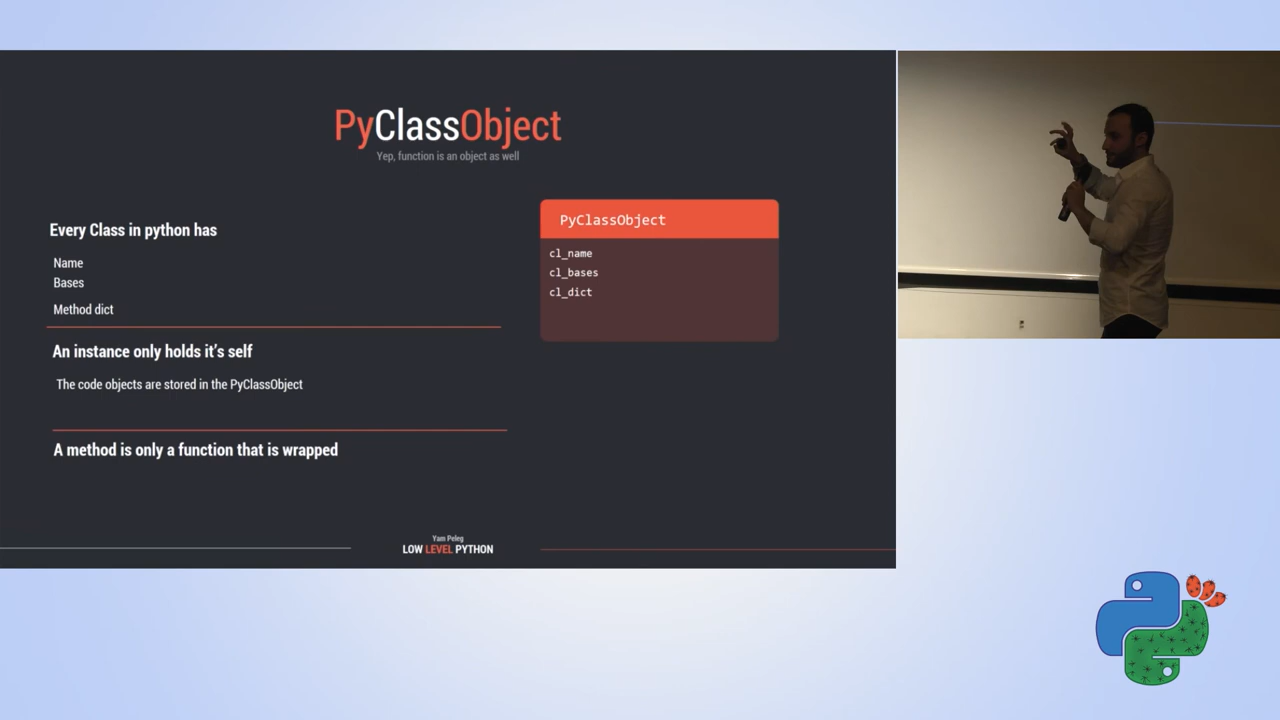 PyClassObject
Yep, function is an object as well
Every Class in python has
Name
Bases
Method dict
An instance only holds it's self
The code objects are stored in the PyClassObject
A method is only a function that is wrapped
PyClassObject
cl_name
cl_bases
cl_dict
Yam Peleg
LOW LEVEL PYTHON